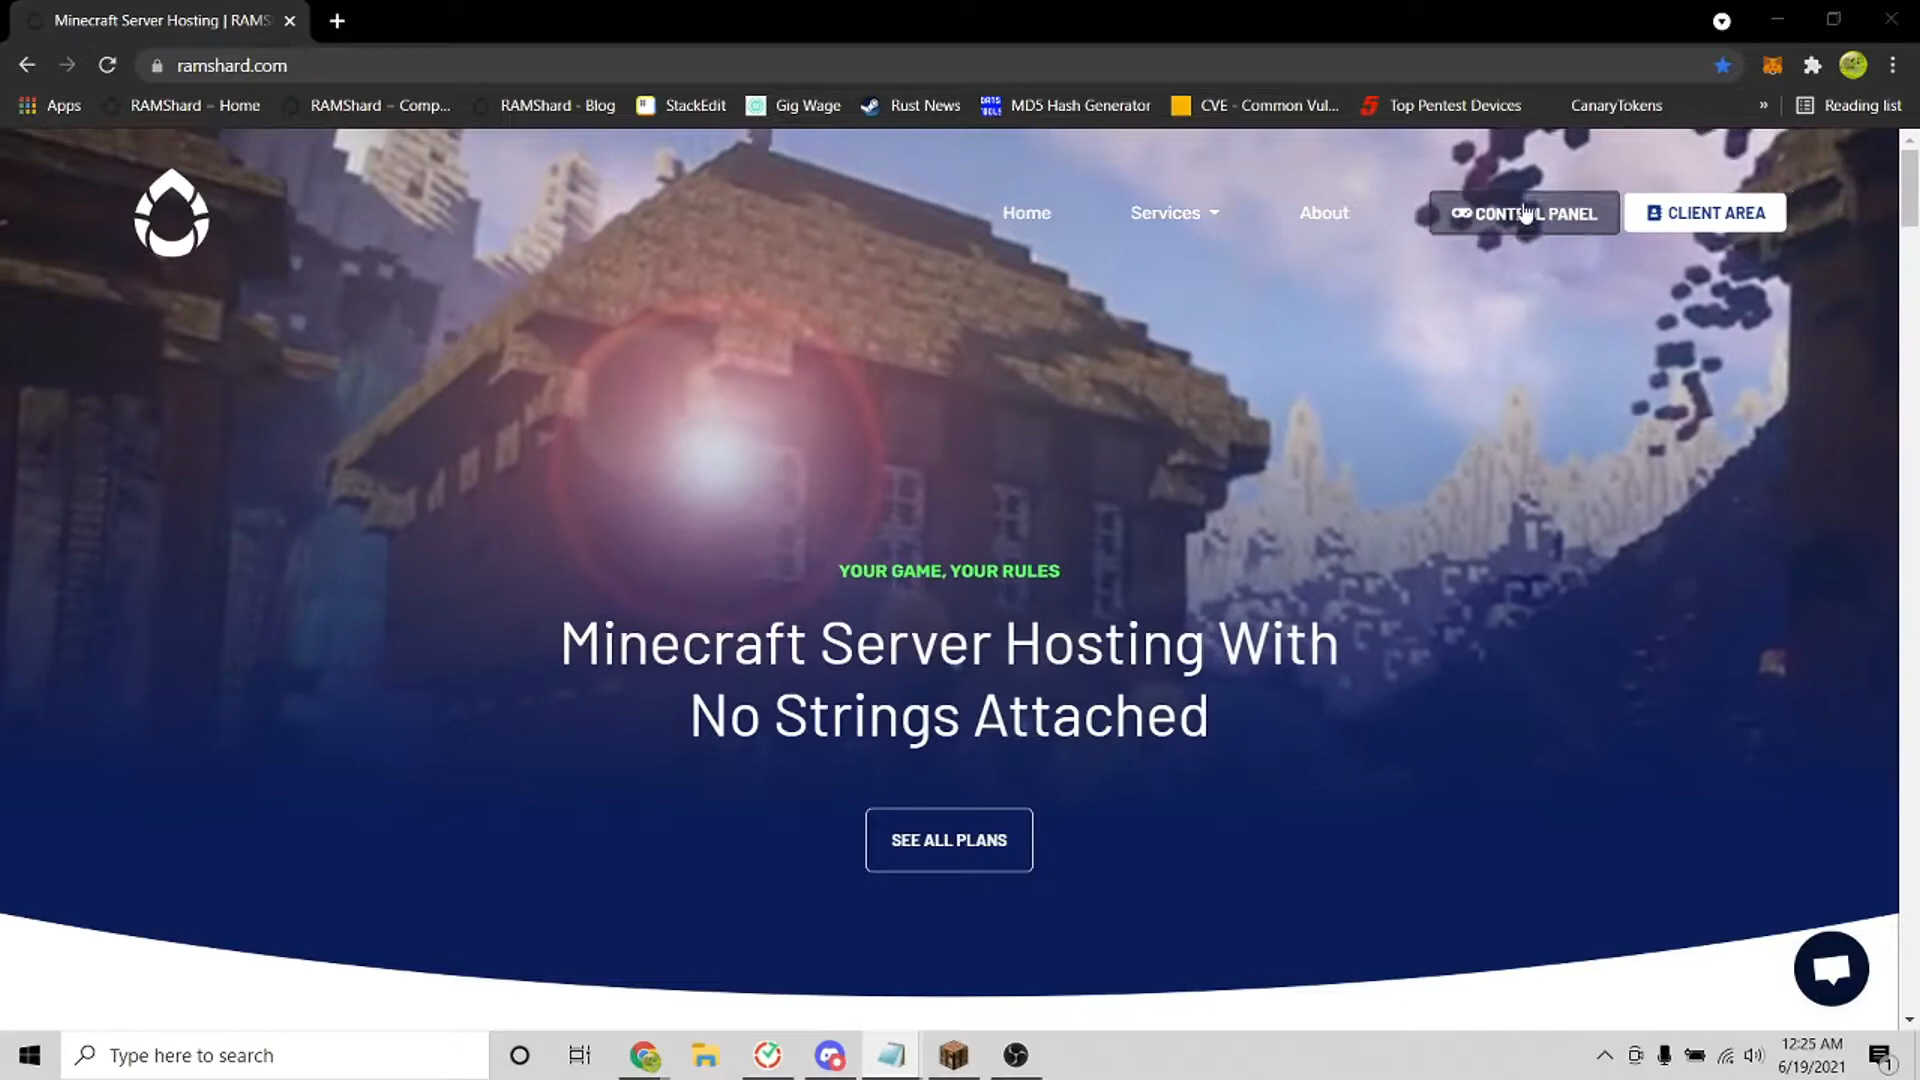 Minecraft Server Hosting | RAMS
ramshard.com
Apps
RAMShard – Home
RAMShard – Comp...
RAMShard - Blog
StackEdit
Gig Wage
Rust News
MD5 Hash Generator
CVE - Common Vul...
Top Pentest Devices
CanaryTokens
»
Reading list
Home
Services
About
CONTROL PANEL
CLIENT AREA
YOUR GAME, YOUR RULES
Minecraft Server Hosting With
No Strings Attached
SEE ALL PLANS
Type here to search
12:25 AM
6/19/2021
1